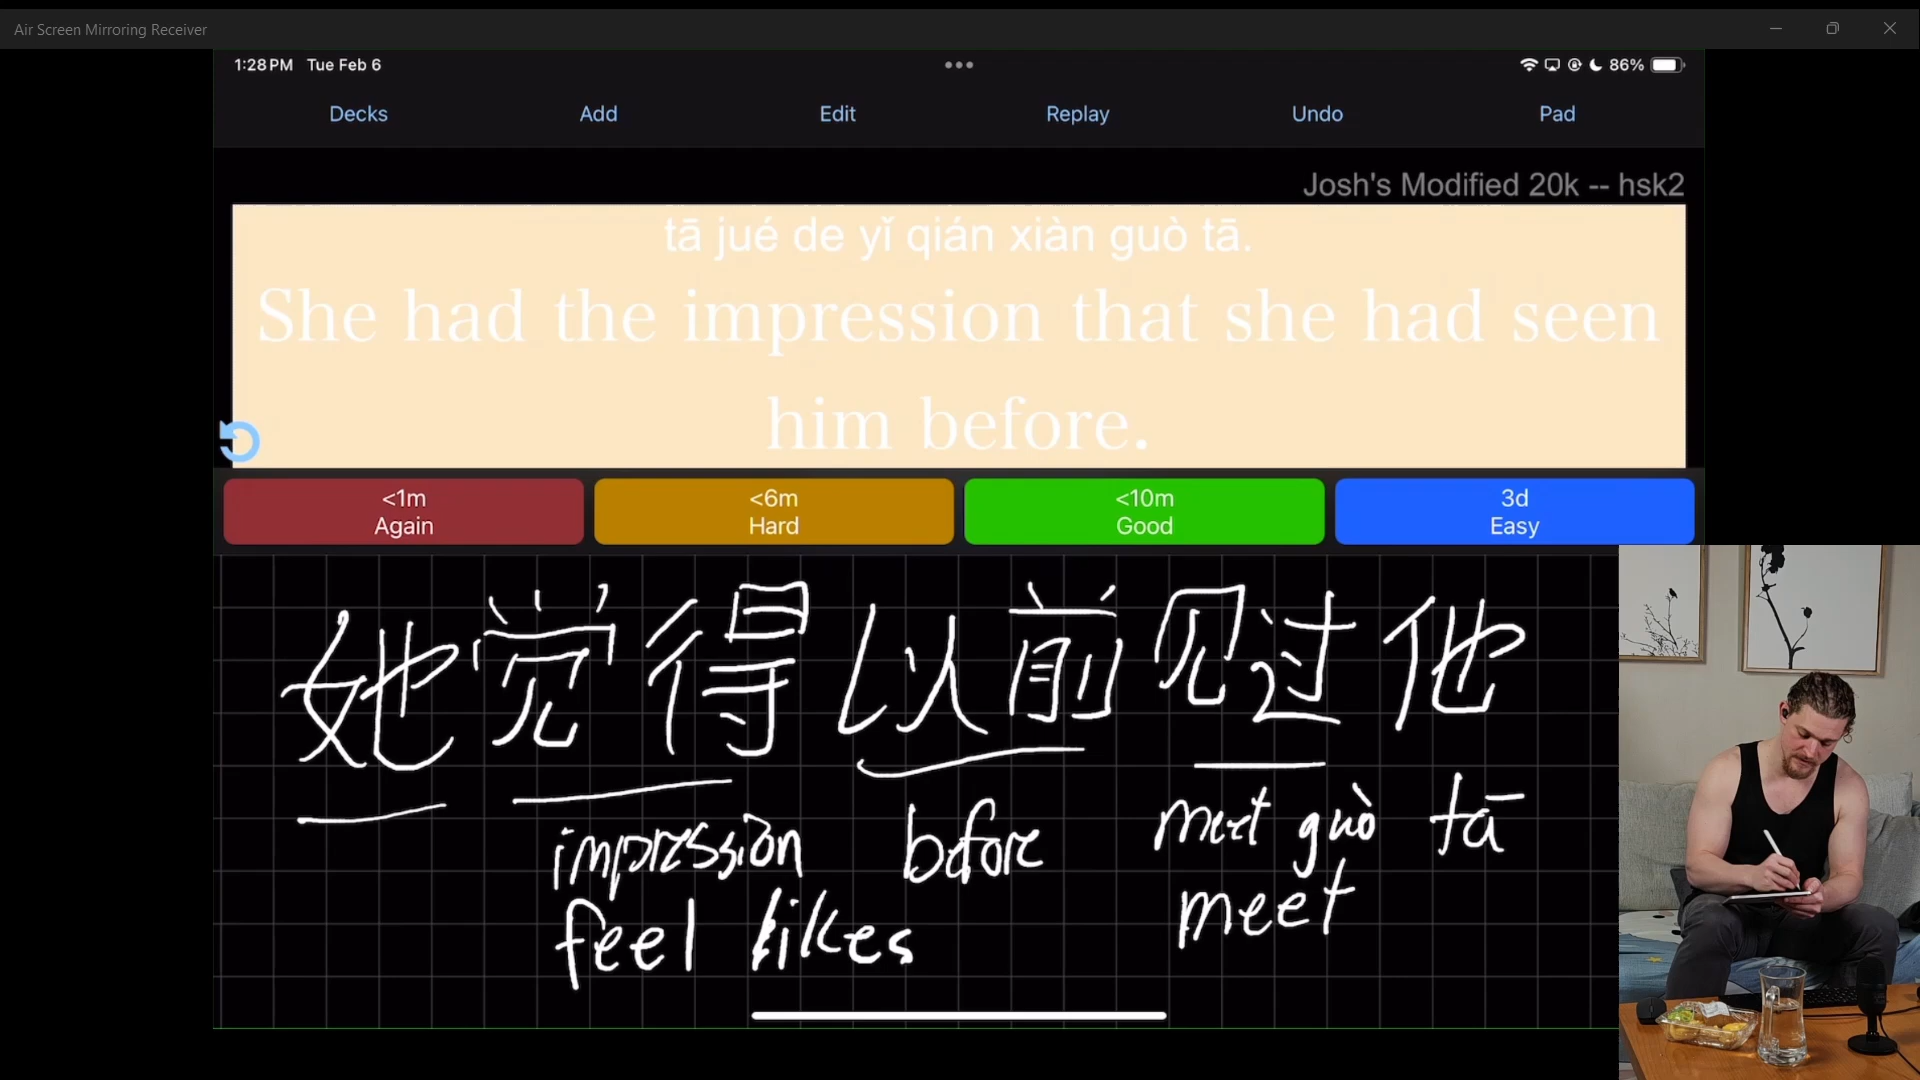 Air Screen Mirroring Receiver
1:28 PM Tue Feb 6
86%
Decks Add Edit Replay Undo Pad
Josh's Modified 20k -- hsk2
tā jué de yǐ qián xiàn guò tā.
She had the impression that she had seen
him before.
<1m <6m <10m 3d
Again Hard Good Easy
她觉得以前见过他
impression before meet guò tā
feel likes meet